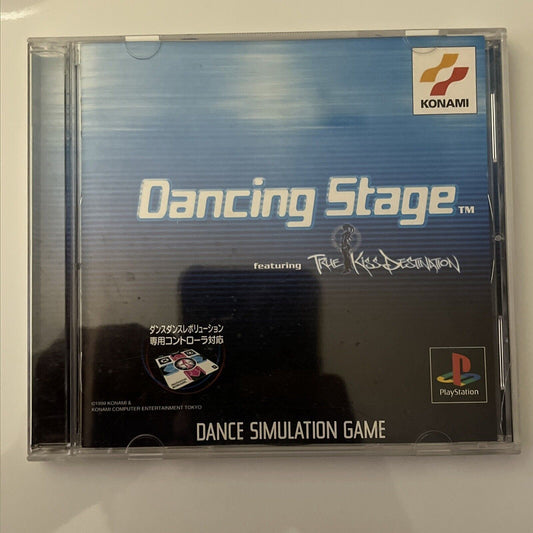 KONAMI
Dancing Stage™
featuring TRUE KISS DESTINATION
ダンスダンスレボリューション
専用コントローラ対応
PlayStation
©1999 KONAMI &
KONAMI COMPUTER ENTERTAINMENT TOKYO
DANCE SIMULATION GAME